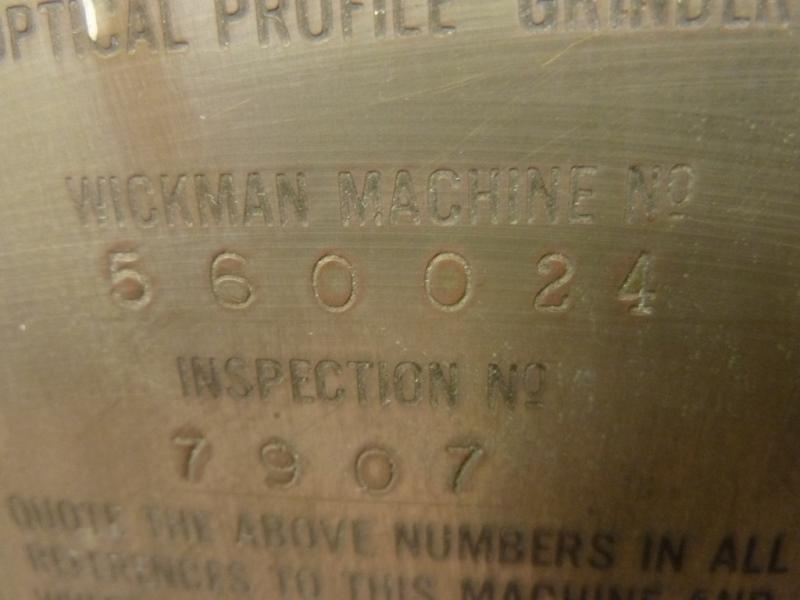 OPTICAL PROFILE GRINDER
WICKMAN MACHINE Nº
560024
INSPECTION Nº
7907
QUOTE THE ABOVE NUMBERS IN ALL
REFERENCES TO THIS MACHINE AND